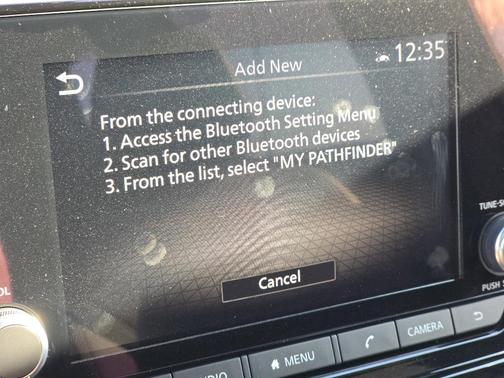 Add New
12:35
From the connecting device:
1. Access the Bluetooth Setting Menu
2. Scan for other Bluetooth devices
3. From the list, select "MY PATHFINDER"
Cancel
MENU
CAMERA
PUSH